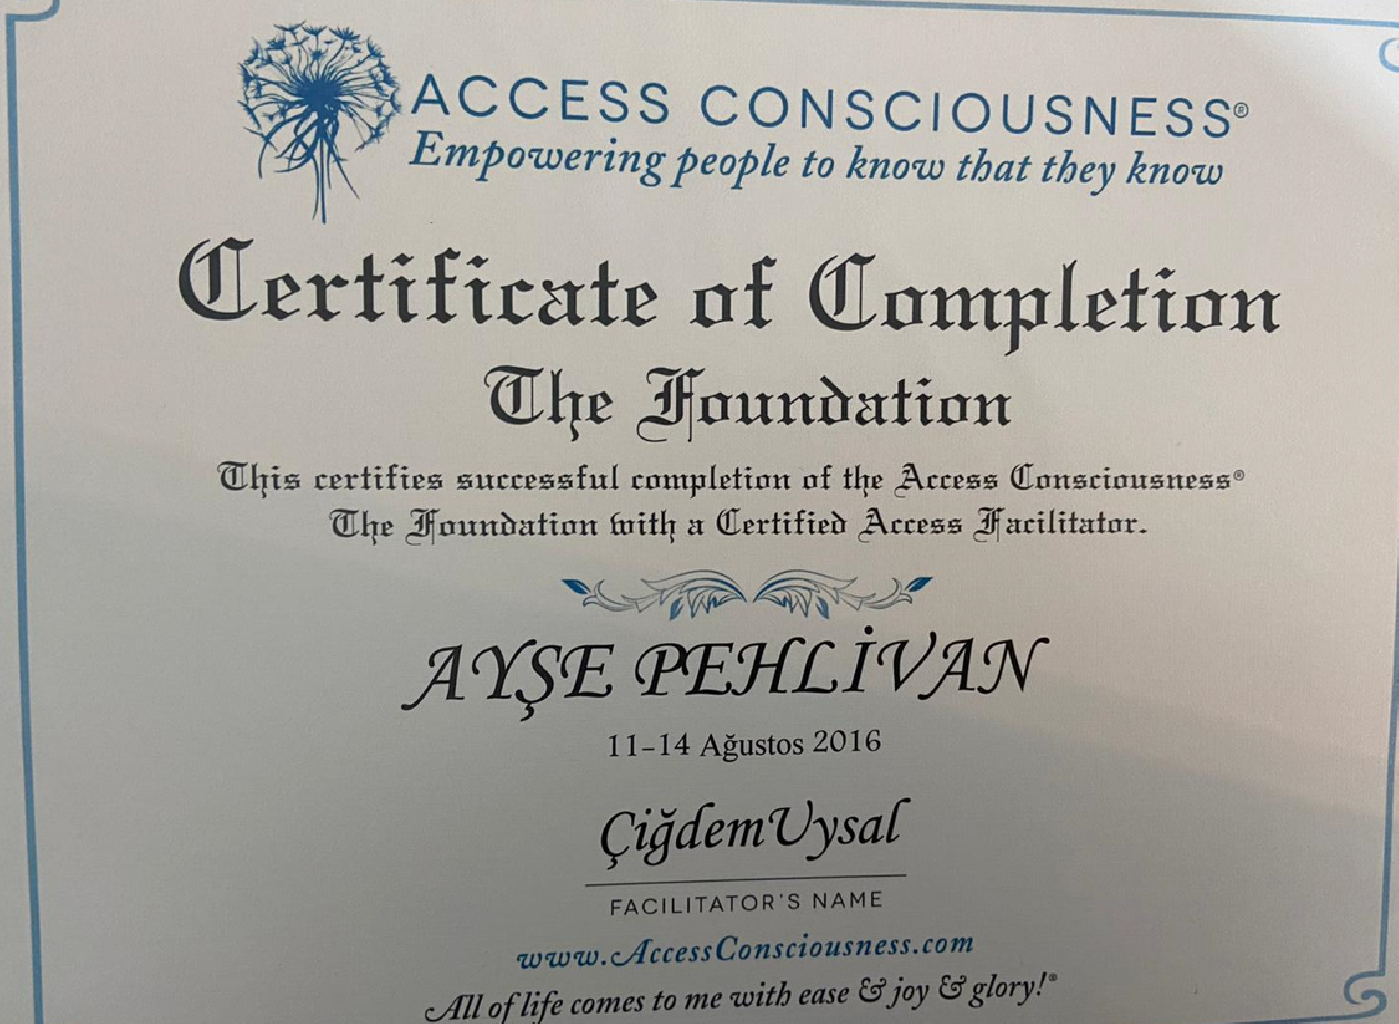 ACCESS CONSCIOUSNESS®
Empowering people to know that they know
Certificate of Completion
The Foundation
This certifies successful completion of the Access Consciousness®
The Foundation with a Certified Access Facilitator.
AYŞE PEHLİVAN
11-14 Ağustos 2016
Çiğdem Uysal
FACILITATOR'S NAME
www.AccessConsciousness.com
All of life comes to me with ease & joy & glory!®